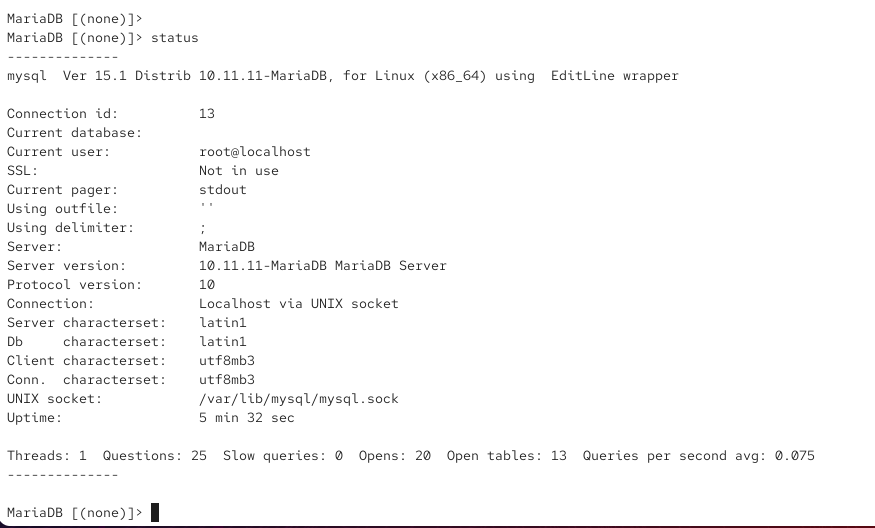 MariaDB [(none)]>
MariaDB [(none)]> status
--------------
mysql  Ver 15.1 Distrib 10.11.11-MariaDB, for Linux (x86_64) using  EditLine wrapper

Connection id:          13
Current database:
Current user:           root@localhost
SSL:                    Not in use
Current pager:          stdout
Using outfile:          ''
Using delimiter:        ;
Server:                 MariaDB
Server version:         10.11.11-MariaDB MariaDB Server
Protocol version:       10
Connection:             Localhost via UNIX socket
Server characterset:    latin1
Db     characterset:    latin1
Client characterset:    utf8mb3
Conn.  characterset:    utf8mb3
UNIX socket:            /var/lib/mysql/mysql.sock
Uptime:                 5 min 32 sec

Threads: 1  Questions: 25  Slow queries: 0  Opens: 20  Open tables: 13  Queries per second avg: 0.075
--------------

MariaDB [(none)]>